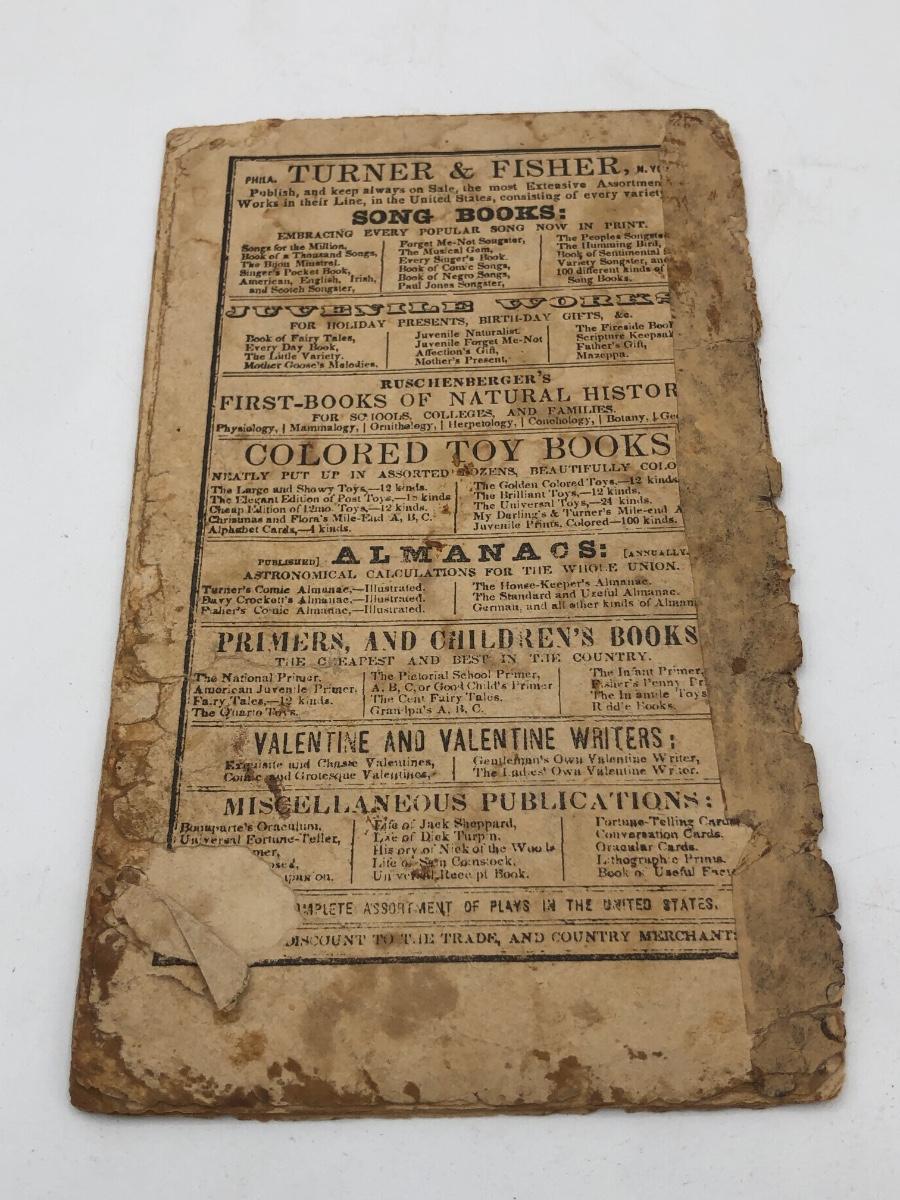 PHILA. TURNER & FISHER, N.Y
Publish, and keep always on Sale, the most Extensive Assortmen
Works in their Line, in the United States, consisting of every variet
SONG BOOKS:
EMBRACING EVERY POPULAR SONG NOW IN PRINT.
Songs for the Million,
Book of a Thousand Songs,
The Bijou Minstrel.
Singer's Pocket Book,
American, English, Irish,
and Scotch Songster,
Forget Me-Not Songster,
The Musical Gem,
Every Singer's Book.
Book of Comic Songs,
Book of Negro Songs,
Paul Jones Songster,
The Peoples Songste
The Humming Bird,
Book of Sentimental
Variety Songster, an
100 different kinds of
Song Books.
JUVENILE WORKS
FOR HOLIDAY PRESENTS, BIRTH-DAY GIFTS, &c.
Book of Fairy Tales,
Every Day Book,
The Little Variety.
Mother Goose's Melodies.
Juvenile Naturalist.
Juvenile Forget Me-Not
Affection's Gift,
Mother's Present,
The Fireside Boo
Scripture Keepsa
Father's Gift,
Mazeppa.
RUSCHENBERGER'S
FIRST-BOOKS OF NATURAL HISTOR
FOR SCHOOLS, COLLEGES, AND FAMILIES.
Physiology, | Mammalogy, | Ornithology, | Herpetology, | Conchology, | Botany, | Ge
COLORED TOY BOOKS
NEATLY PUT UP IN ASSORTED DOZENS, BEAUTIFULLY COLO
The Large and Showy Toys,—12 kinds.
The Elegant Edition of Post Toys,—18 kinds
Cheap Edition of 12mo. Toys,—12 kinds.
Christmas and Flora's Mile-End A, B, C.
Alphabet Cards,—4 kinds.
The Golden Colored Toys.—12 kinds
The Brilliant Toys,—12 kinds.
The Universal Toys,—24 kinds.
My Darling's & Turner's Mile-end A
Juvenile Prints, Colored—100 kinds.
PUBLISHED] ALMANACS: [ANNUALLY.
ASTRONOMICAL CALCULATIONS FOR THE WHOLE UNION.
Turner's Comic Almanac,—Illustrated.
Davy Crockett's Almanac,—Illustrated.
Fisher's Comic Almanac,—Illustrated.
The House-Keeper's Almanac.
The Standard and Useful Almanac.
German, and all other kinds of Alman
PRIMERS, AND CHILDREN'S BOOKS
THE CHEAPEST AND BEST IN THE COUNTRY.
The National Primer,
American Juvenile Primer,
Fairy Tales,—12 kinds.
The Quarto Toys.
The Pictorial School Primer,
A, B, C, or Good Child's Primer
The Cent Fairy Tales.
Grandpa's A, B, C.
The Infant Primer,
Fisher's Penny Pr
The Infantile Toys
Riddle Books.
VALENTINE AND VALENTINE WRITERS;
Exquisite and Chaste Valentines,
Comic and Grotesque Valentines,
Gentleman's Own Valentine Writer,
The Ladies' Own Valentine Writer.
MISCELLANEOUS PUBLICATIONS:
Bonaparte's Oraculum,
Universal Fortune-Teller,
mer,
osed,
on.
Life of Jack Sheppard,
Life of Dick Turpin.
History of Nick of the Woods
Life of Sam Comstock,
Universal Receipt Book.
Fortune-Telling Cards
Conversation Cards.
Oracular Cards.
Lithographic Prints.
Book of Useful
OMPLETE ASSORTMENT OF PLAYS IN THE UNITED STATES.
DISCOUNT TO THE TRADE, AND COUNTRY MERCHANT